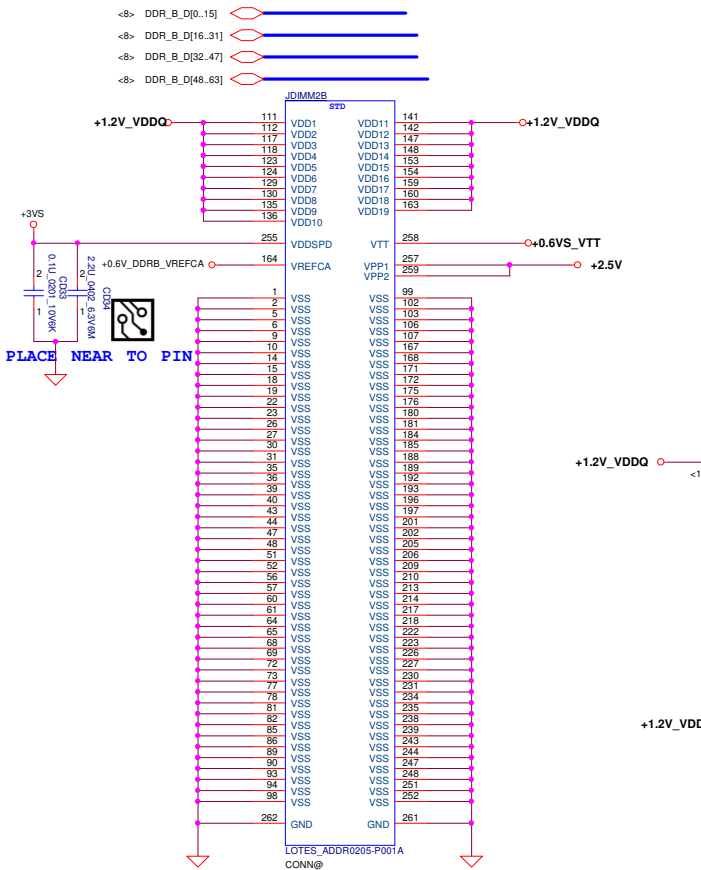 <8> DDR_B_D[0..15]
<8> DDR_B_D[16..31]
<8> DDR_B_D[32..47]
<8> DDR_B_D[48..63]
JDIMM2B
STD
+1.2V_VDDQ 111 VDD1 VDD11 141 +1.2V_VDDQ
112 VDD2 VDD12 142
117 VDD3 VDD13 147
118 VDD4 VDD14 148
123 VDD5 VDD15 153
124 VDD6 VDD16 154
129 VDD7 VDD17 159
130 VDD8 VDD18 160
135 VDD9 VDD19 163
136 VDD10
+3VS
255 VDDSPD VTT 258 +0.6VS_VTT
+0.6V_DDRB_VREFCA 164 VREFCA VPP1 257 +2.5V
VPP2 259
2 CD33 0.1U_0201_10V6K 1
2 CD34 2.2U_0402_6.3V6M 1
PLACE NEAR TO PIN
1 VSS VSS 99
2 VSS VSS 102
5 VSS VSS 103
6 VSS VSS 106
9 VSS VSS 107
10 VSS VSS 167
14 VSS VSS 168
15 VSS VSS 171
18 VSS VSS 172
19 VSS VSS 175
22 VSS VSS 176
23 VSS VSS 180
26 VSS VSS 181
27 VSS VSS 184
30 VSS VSS 185
31 VSS VSS 188
35 VSS VSS 189
36 VSS VSS 192
39 VSS VSS 193
40 VSS VSS 196
43 VSS VSS 197
44 VSS VSS 201
47 VSS VSS 202
48 VSS VSS 205
51 VSS VSS 206
52 VSS VSS 209
56 VSS VSS 210
57 VSS VSS 213
60 VSS VSS 214
61 VSS VSS 217
64 VSS VSS 218
65 VSS VSS 222
68 VSS VSS 223
69 VSS VSS 226
72 VSS VSS 227
73 VSS VSS 230
77 VSS VSS 231
78 VSS VSS 234
81 VSS VSS 235
82 VSS VSS 238
85 VSS VSS 239
86 VSS VSS 243
89 VSS VSS 244
90 VSS VSS 247
93 VSS VSS 248
94 VSS VSS 251
98 VSS VSS 252
262 GND GND 261
LOTES_ADDR0205-P001A
CONN@
+1.2V_VDDQ
<1
+1.2V_VDD